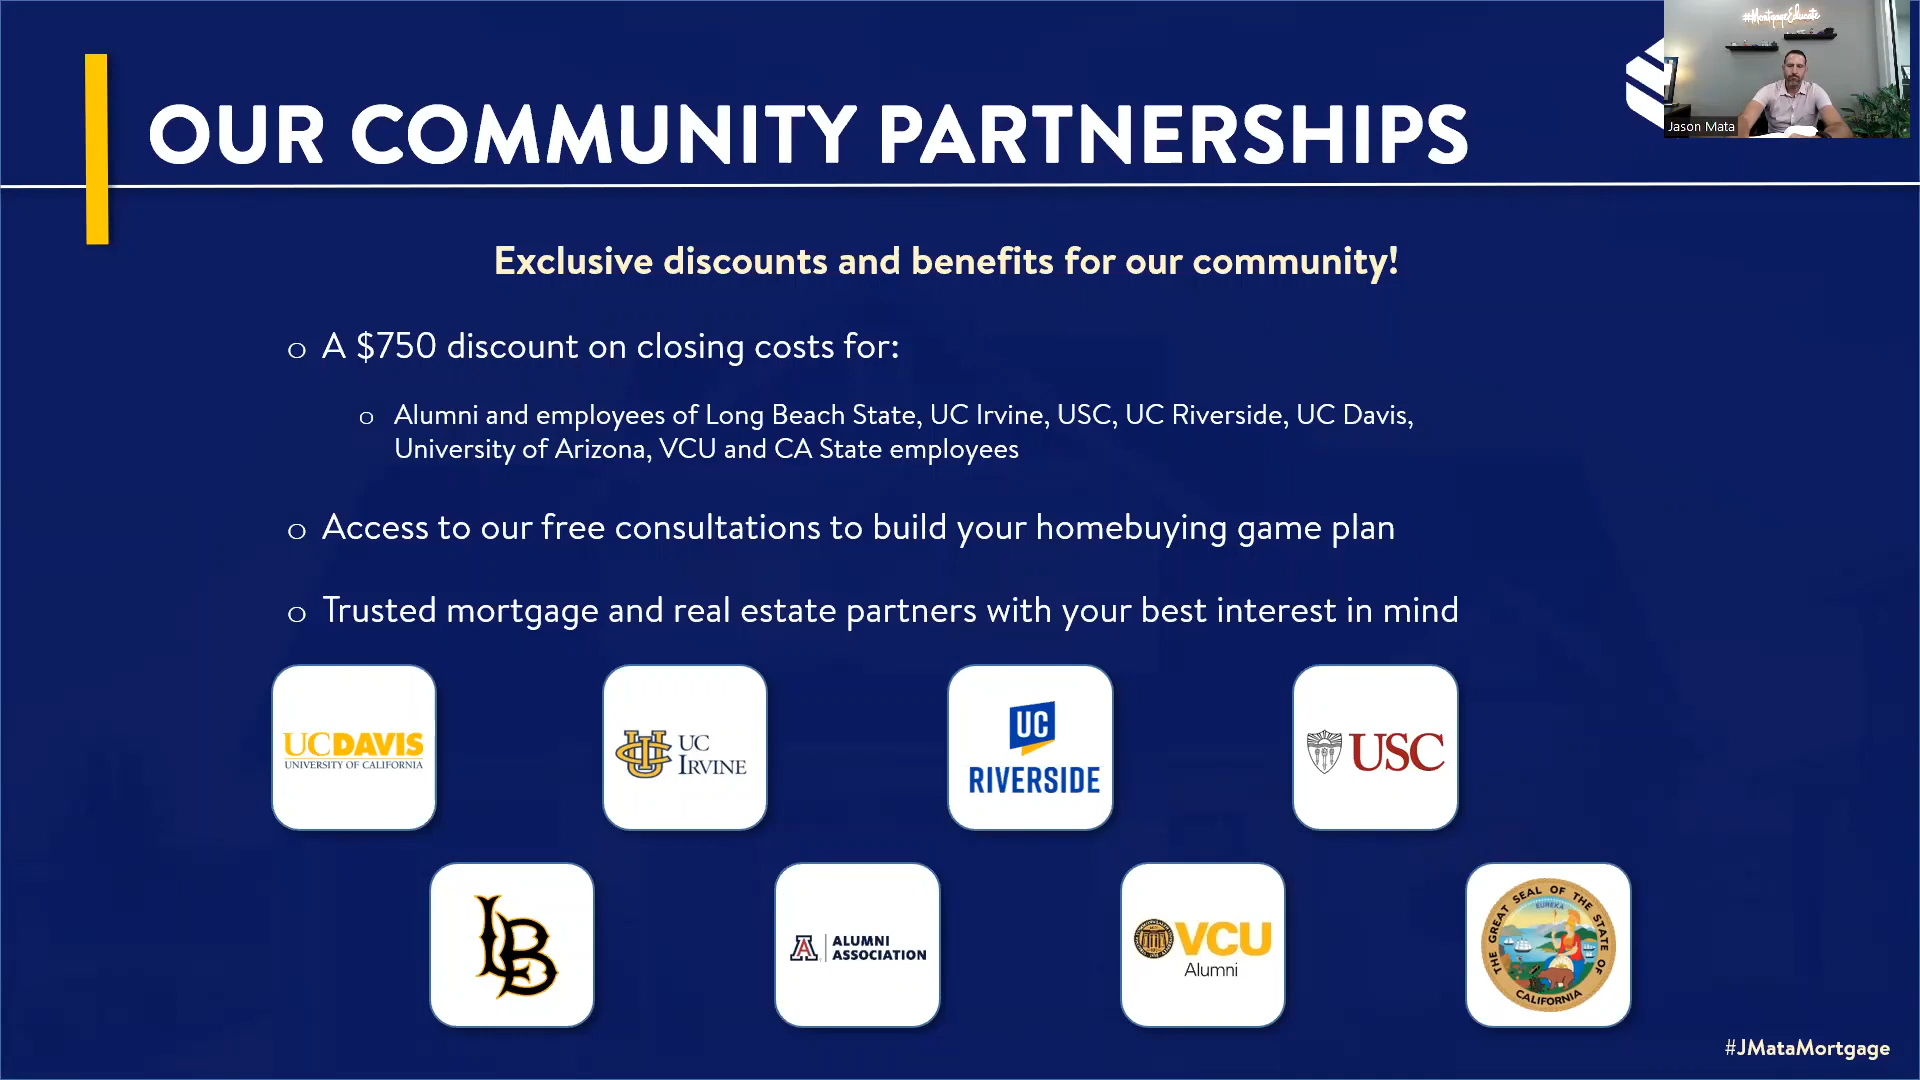 #MortgageEducate
Jason Mata
OUR COMMUNITY PARTNERSHIPS
Exclusive discounts and benefits for our community!
o A $750 discount on closing costs for:
o Alumni and employees of Long Beach State, UC Irvine, USC, UC Riverside, UC Davis,
University of Arizona, VCU and CA State employees
o Access to our free consultations to build your homebuying game plan
o Trusted mortgage and real estate partners with your best interest in mind
UCDAVIS
UNIVERSITY OF CALIFORNIA
UC
IRVINE
UC
RIVERSIDE
USC
LB
A ALUMNI
ASSOCIATION
VCU
Alumni
THE GREAT SEAL OF THE STATE OF
EUREKA
CALIFORNIA
#JMataMortgage